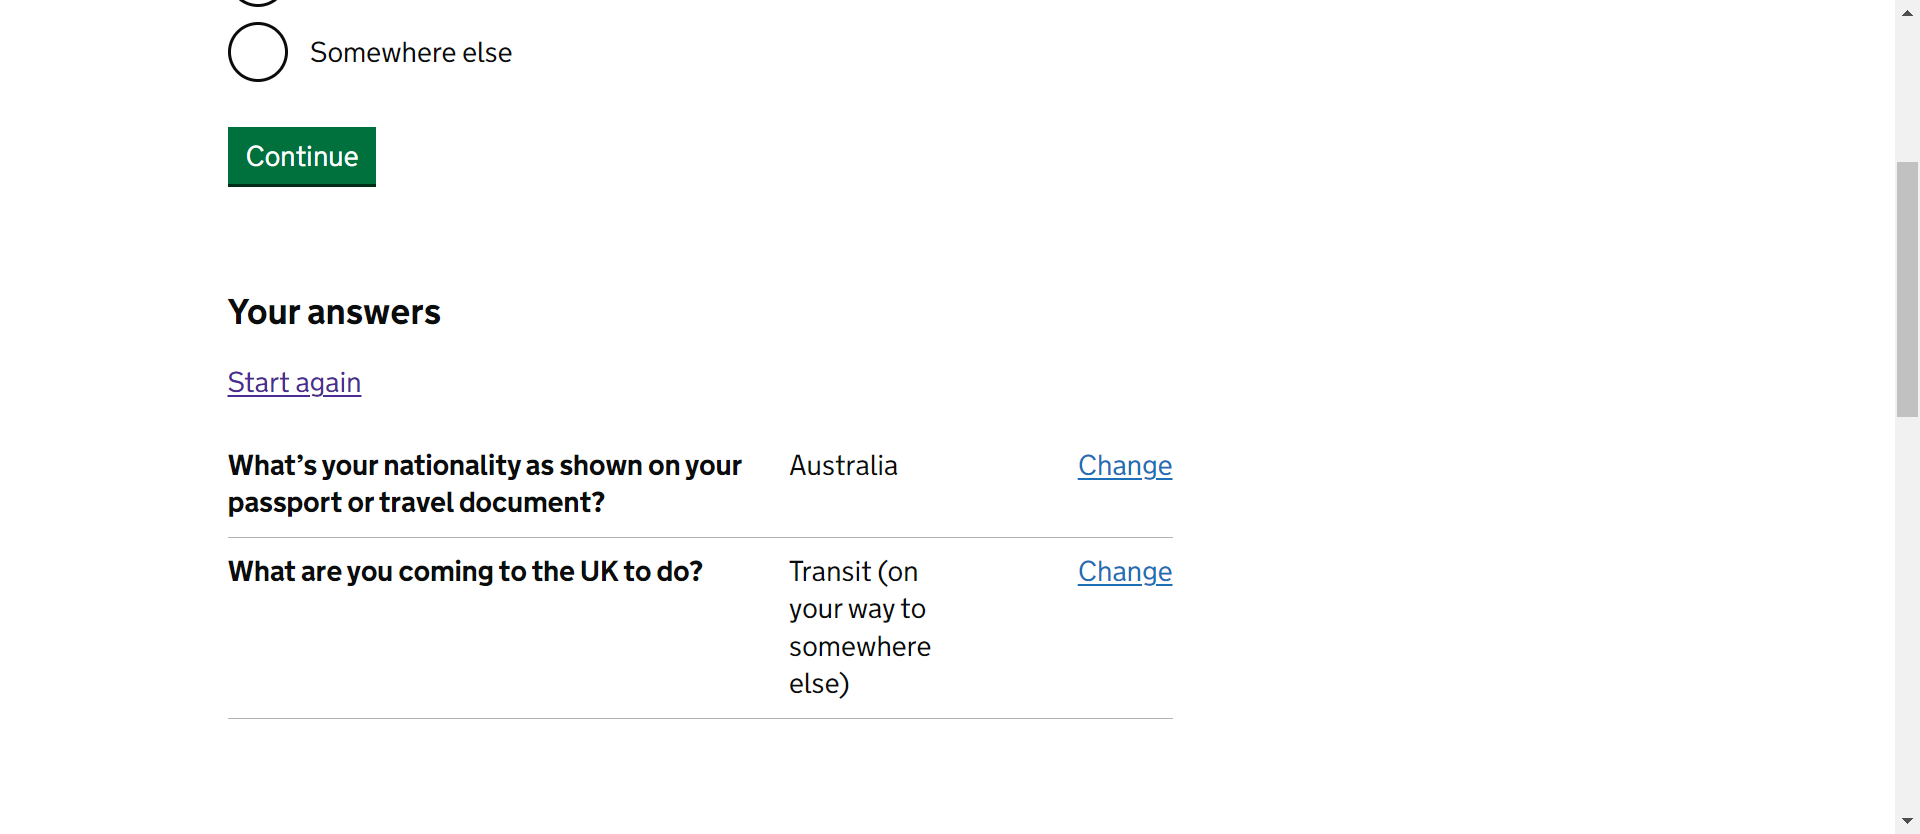 Somewhere else
Continue
Your answers
Start again
What’s your nationality as shown on your
passport or travel document?
Australia
Change
What are you coming to the UK to do?
Transit (on
your way to
somewhere
else)
Change